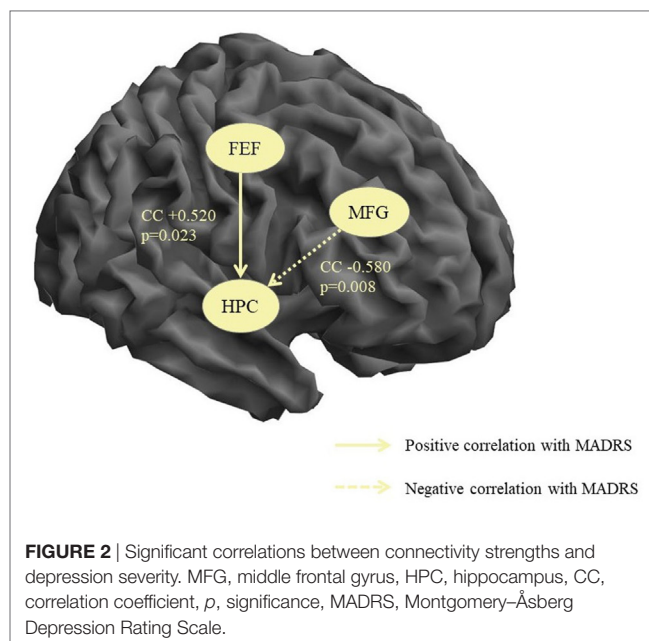 FEF
CC +0.520
p=0.023
MFG
CC -0.580
p=0.008
HPC
Positive correlation with MADRS
Negative correlation with MADRS
FIGURE 2 | Significant correlations between connectivity strengths and
depression severity. MFG, middle frontal gyrus, HPC, hippocampus, CC,
correlation coefficient, p, significance, MADRS, Montgomery–Åsberg
Depression Rating Scale.